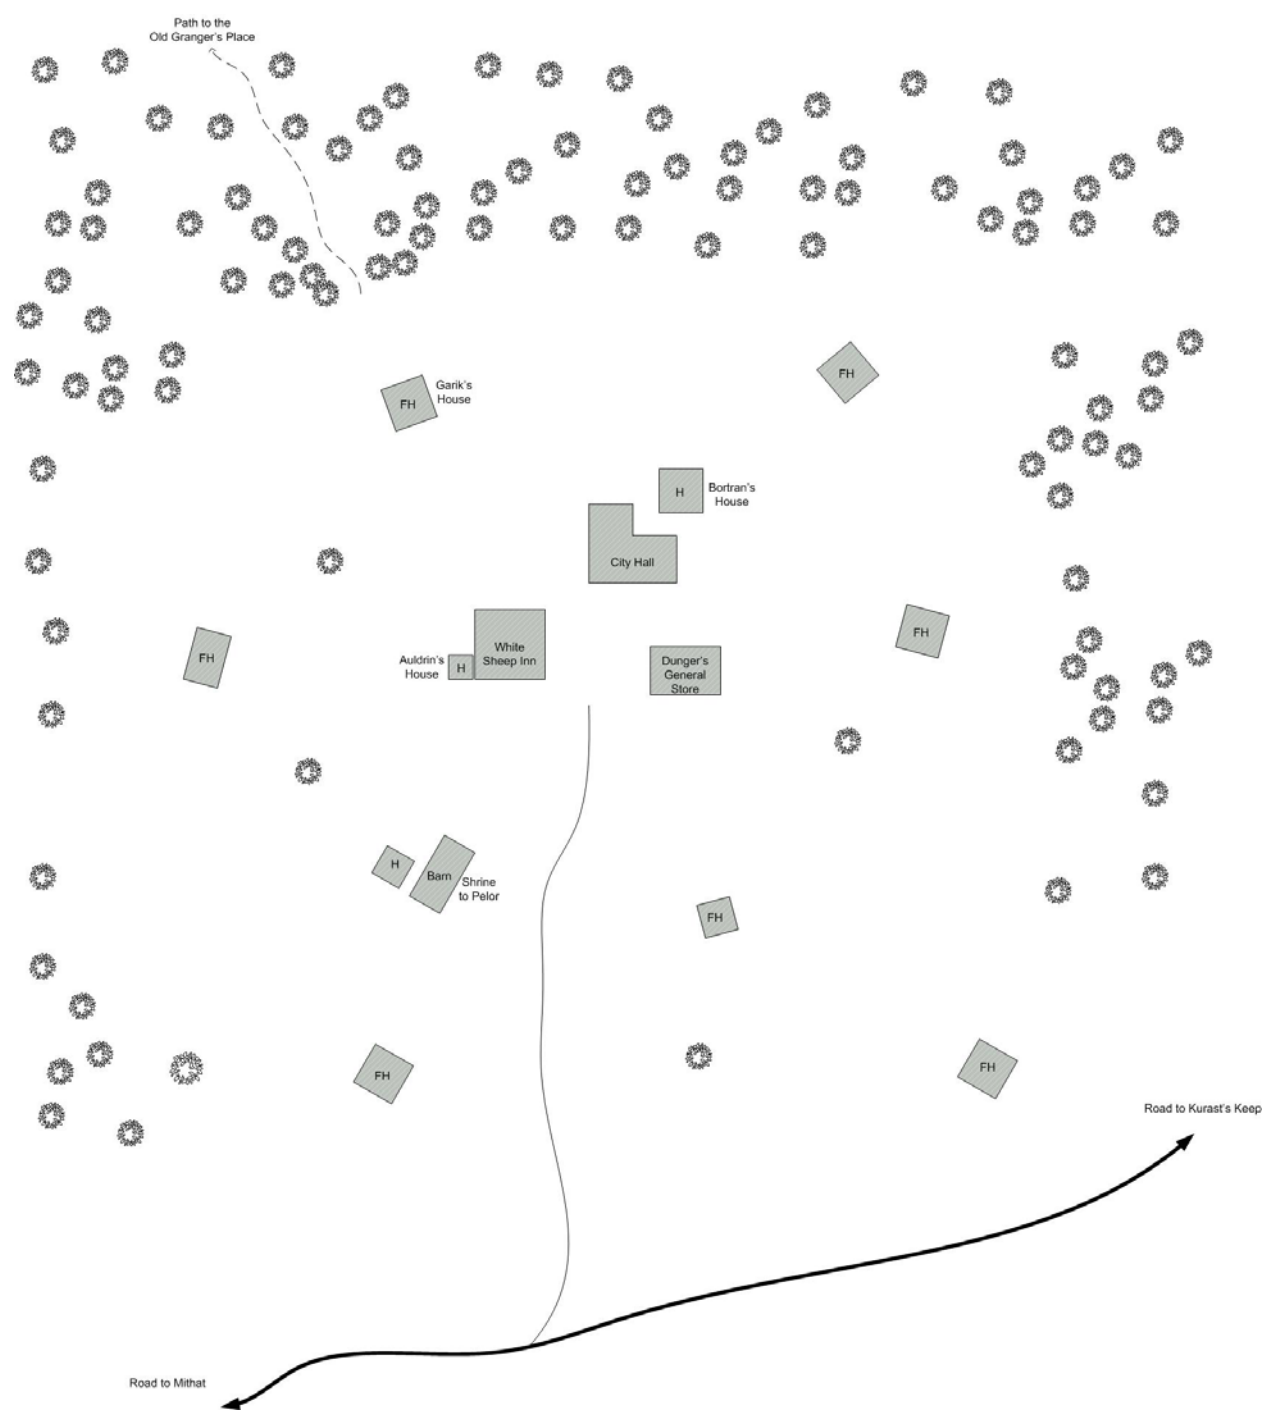 Path to the
Old Granger's Place
FH
Garik's
House
FH
H
Bortran's
House
City Hall
FH
Auldrin's
House
H
White
Sheep Inn
Dunger's
General
Store
FH
H
Barn
Shrine
to Pelor
FH
FH
FH
Road to Kurast's Keep
Road to Mithat